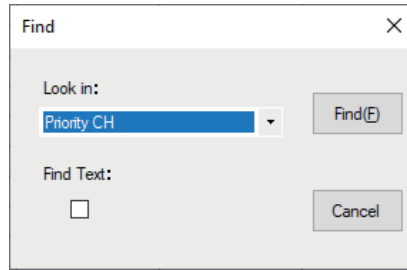 Find
Look in:
Priority CH
Find(F)
Find Text:
Cancel